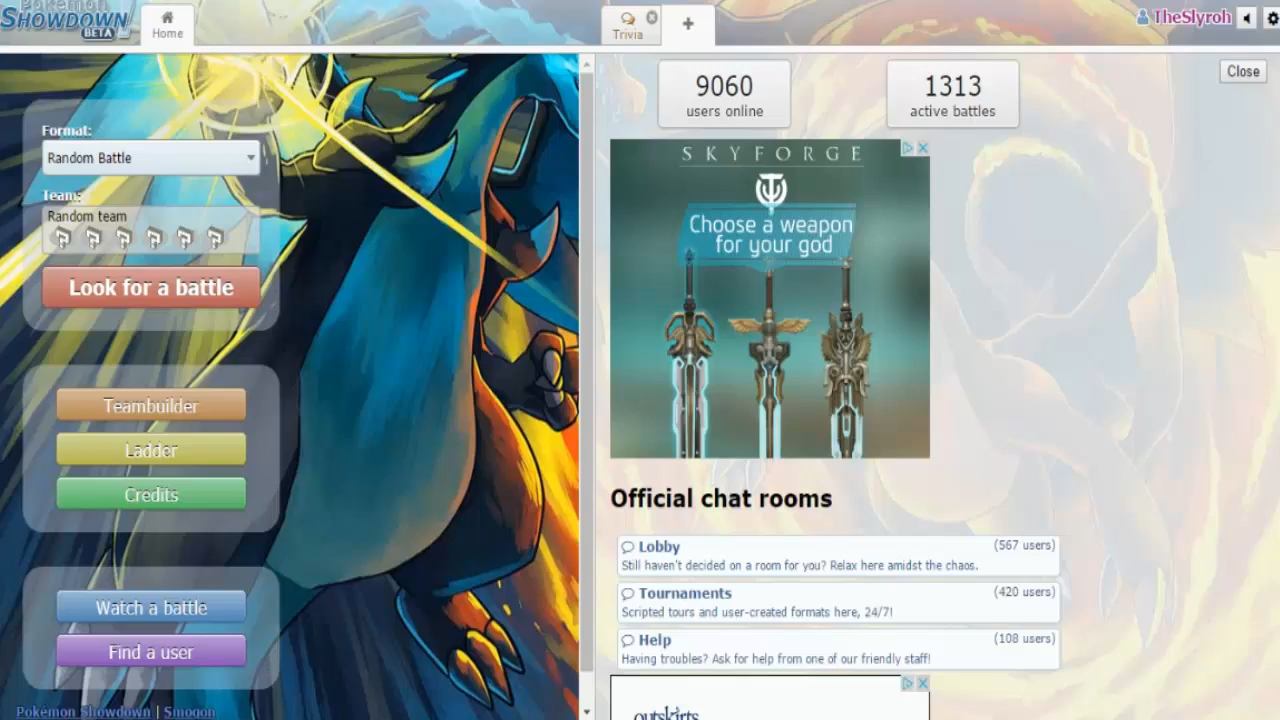 Pokémon
SHOWDOWN
BETA
Home
Trivia
+
TheSlyroh
Format:
Random Battle
Team:
Random team
Look for a battle
Teambuilder
Ladder
Credits
Watch a battle
Find a user
Pokémon Showdown | Smogon
9060
users online
1313
active battles
Close
SKYFORGE
Choose a weapon
for your god
Official chat rooms
Lobby (567 users)
Still haven't decided on a room for you? Relax here amidst the chaos.
Tournaments (420 users)
Scripted tours and user-created formats here, 24/7!
Help (108 users)
Having troubles? Ask for help from one of our friendly staff!
outskirts